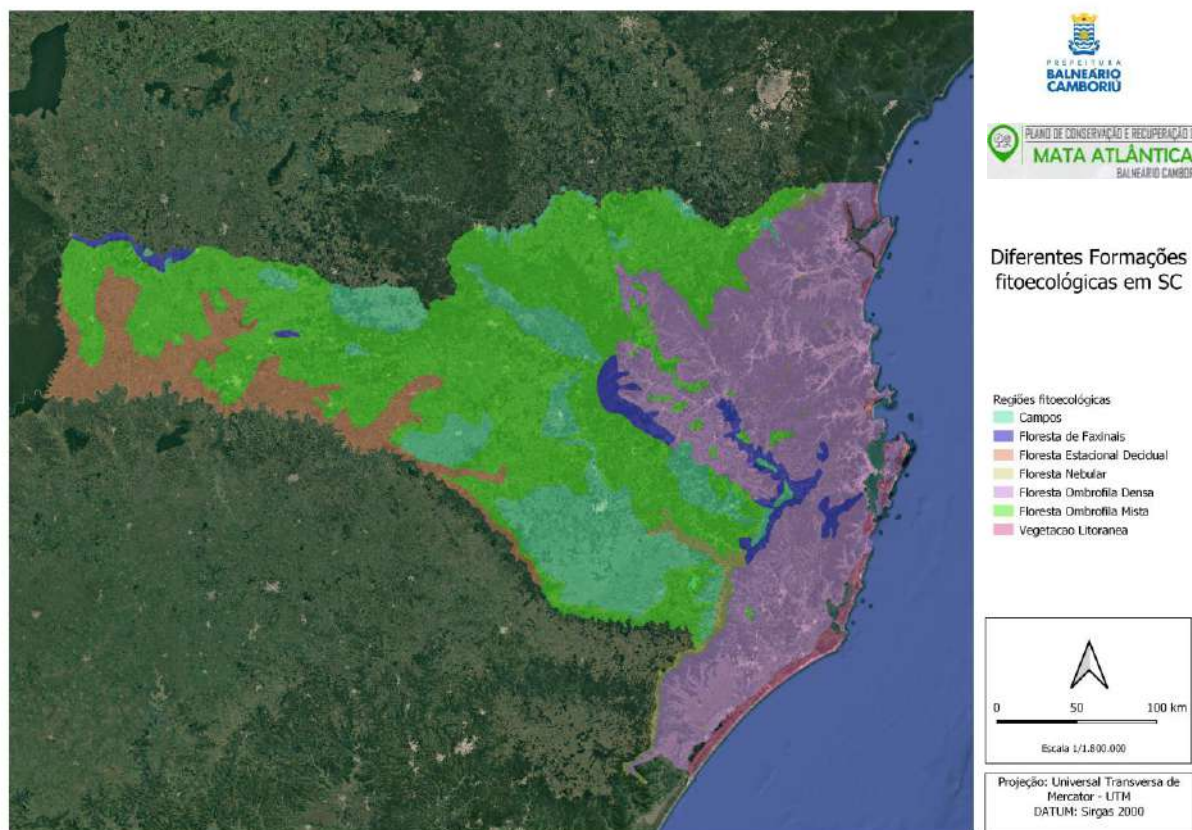 PREFEITURA
BALNEÁRIO
CAMBORIÚ
PLANO DE CONSERVAÇÃO E RECUPERAÇÃO D
MATA ATLÂNTICA
BALNEÁRIO CAMBOR
Diferentes Formações
fitoecológicas em SC
Regiões fitoecológicas
Campos
Floresta de Faxinais
Floresta Estacional Decidual
Floresta Nebular
Floresta Ombrofila Densa
Floresta Ombrofila Mista
Vegetacao Litoranea
0 50 100 km
Escala 1/1.800.000
Projeção: Universal Transversa de
Mercator - UTM
DATUM: Sirgas 2000